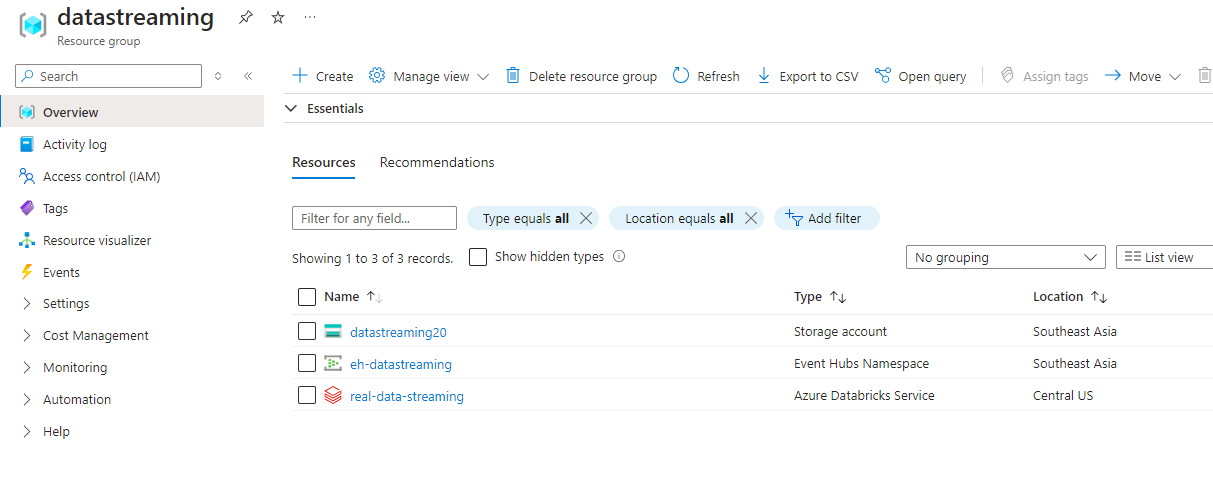 datastreaming
Resource group
Search
Overview
Activity log
Access control (IAM)
Tags
Resource visualizer
Events
Settings
Cost Management
Monitoring
Automation
Help
Create Manage view Delete resource group Refresh Export to CSV Open query Assign tags Move
Essentials
Resources Recommendations
Filter for any field... Type equals all Location equals all Add filter
Showing 1 to 3 of 3 records. Show hidden types No grouping List view
Name Type Location
datastreaming20 Storage account Southeast Asia
eh-datastreaming Event Hubs Namespace Southeast Asia
real-data-streaming Azure Databricks Service Central US